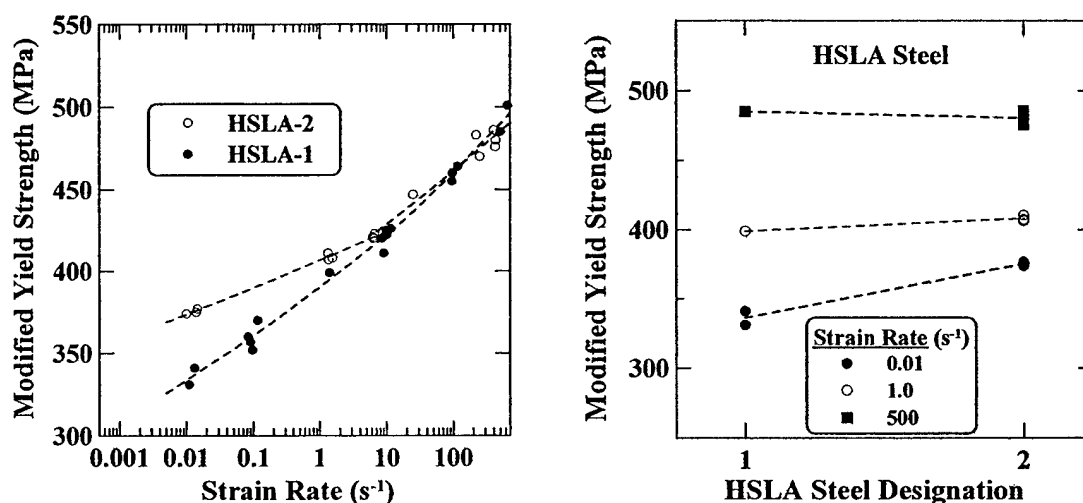 Modified Yield Strength (MPa)
550
500
450
400
350
300
HSLA-2
HSLA-1
0.001 0.01 0.1 1 10 100
Strain Rate (s-1)
Modified Yield Strength (MPa)
500
400
300
HSLA Steel
Strain Rate (s-1)
0.01
1.0
500
1 2
HSLA Steel Designation